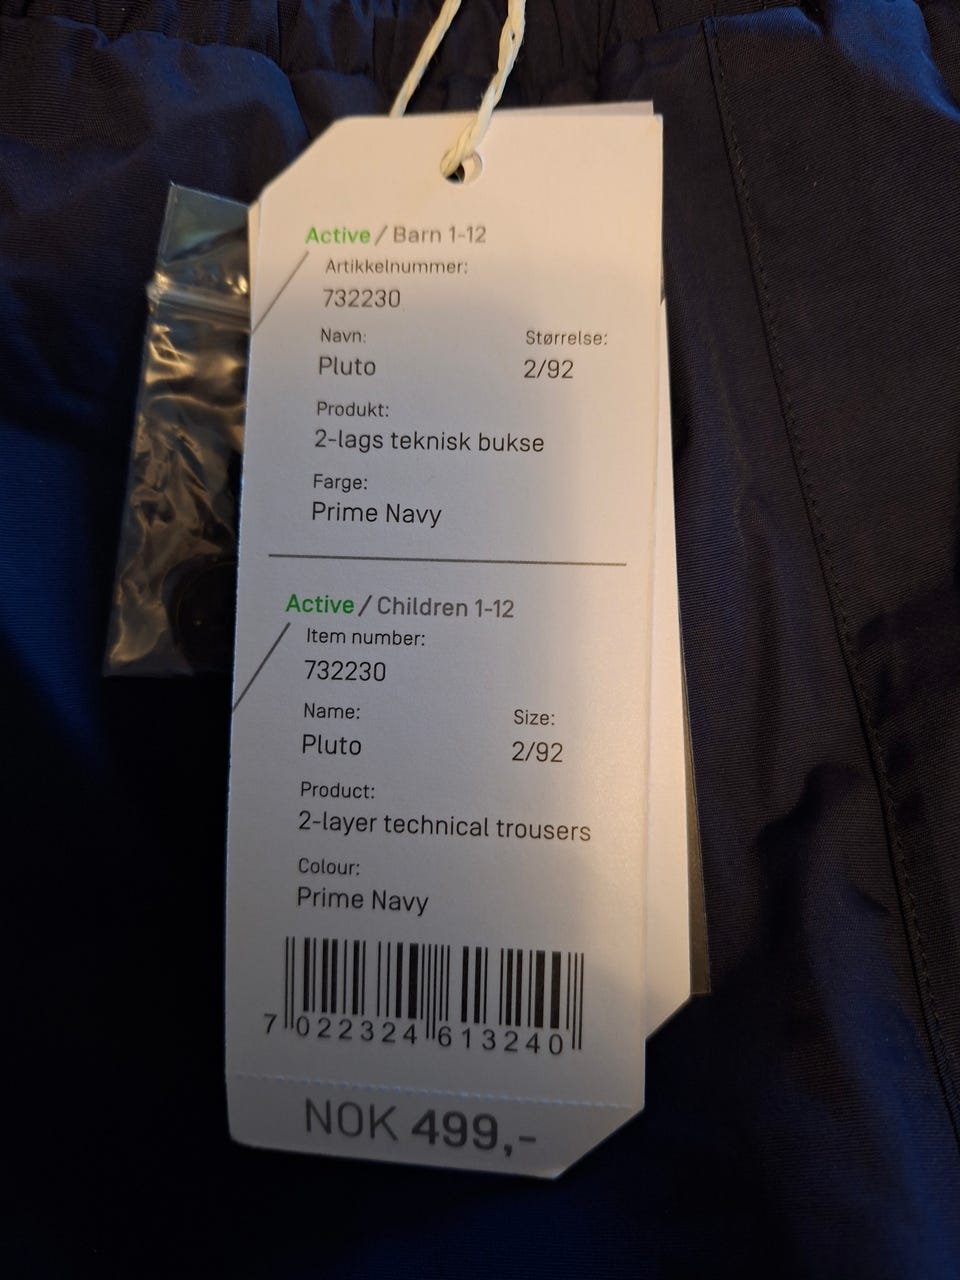 Active / Barn 1-12
Artikkelnummer:
732230
Navn: Størrelse:
Pluto 2/92
Produkt:
2-lags teknisk bukse
Farge:
Prime Navy
Active / Children 1-12
Item number:
732230
Name: Size:
Pluto 2/92
Product:
2-layer technical trousers
Colour:
Prime Navy
7 022324 613240
NOK 499,-